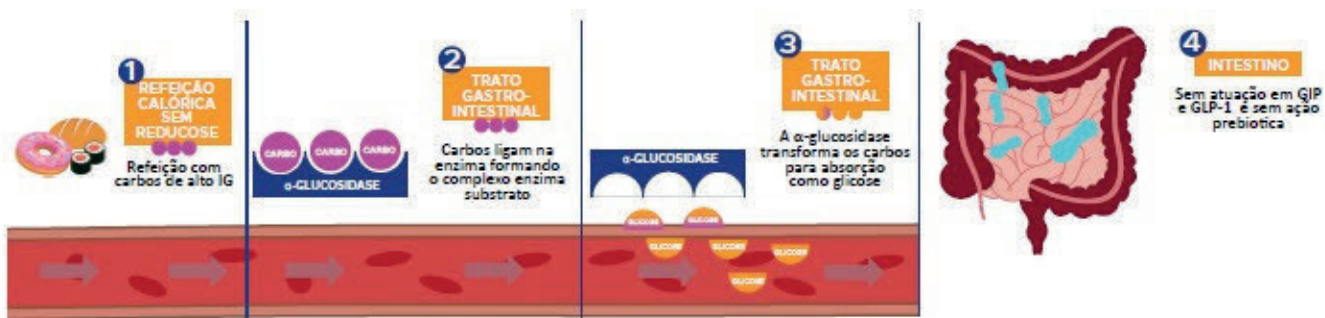 1
REFEIÇÃO
CALÓRICA
SEM
REDUCOSE
Refeição com
carbos de alto IG
2
TRATO
GASTRO-
INTESTINAL
Carbos ligam na
enzima formando
o complexo enzima
substrato
CARBO CARBO CARBO
α-GLUCOSIDASE
3
TRATO
GASTRO-
INTESTINAL
A α-glucosidase
transforma os carbos
para absorção
como glicose
α-GLUCOSIDASE
GLICOSE GLICOSE
GLICOSE GLICOSE GLICOSE
GLICOSE
4
INTESTINO
Sem atuação em GIP
e GLP-1 é sem ação
prebiotica